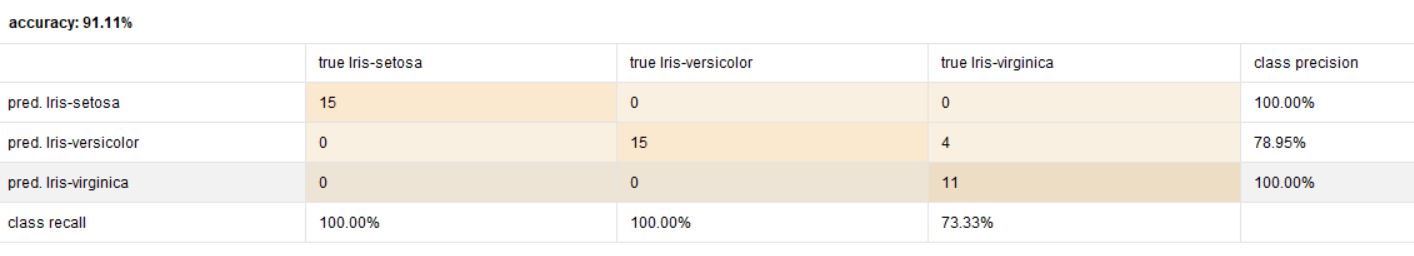 accuracy: 91.11%
true Iris-setosa true Iris-versicolor true Iris-virginica class precision
pred. Iris-setosa 15 0 0 100.00%
pred. Iris-versicolor 0 15 4 78.95%
pred. Iris-virginica 0 0 11 100.00%
class recall 100.00% 100.00% 73.33%